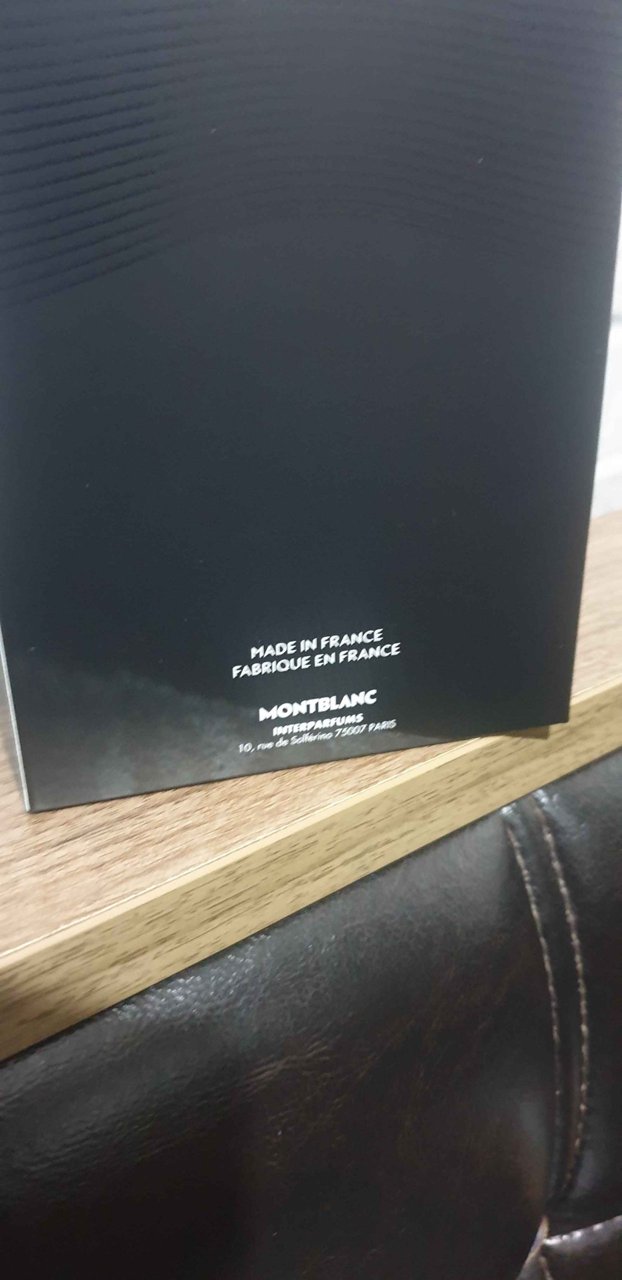 MADE IN FRANCE
FABRIQUE EN FRANCE
MONTBLANC
INTERPARFUMS
10, rue de Solférino 75007 PARIS